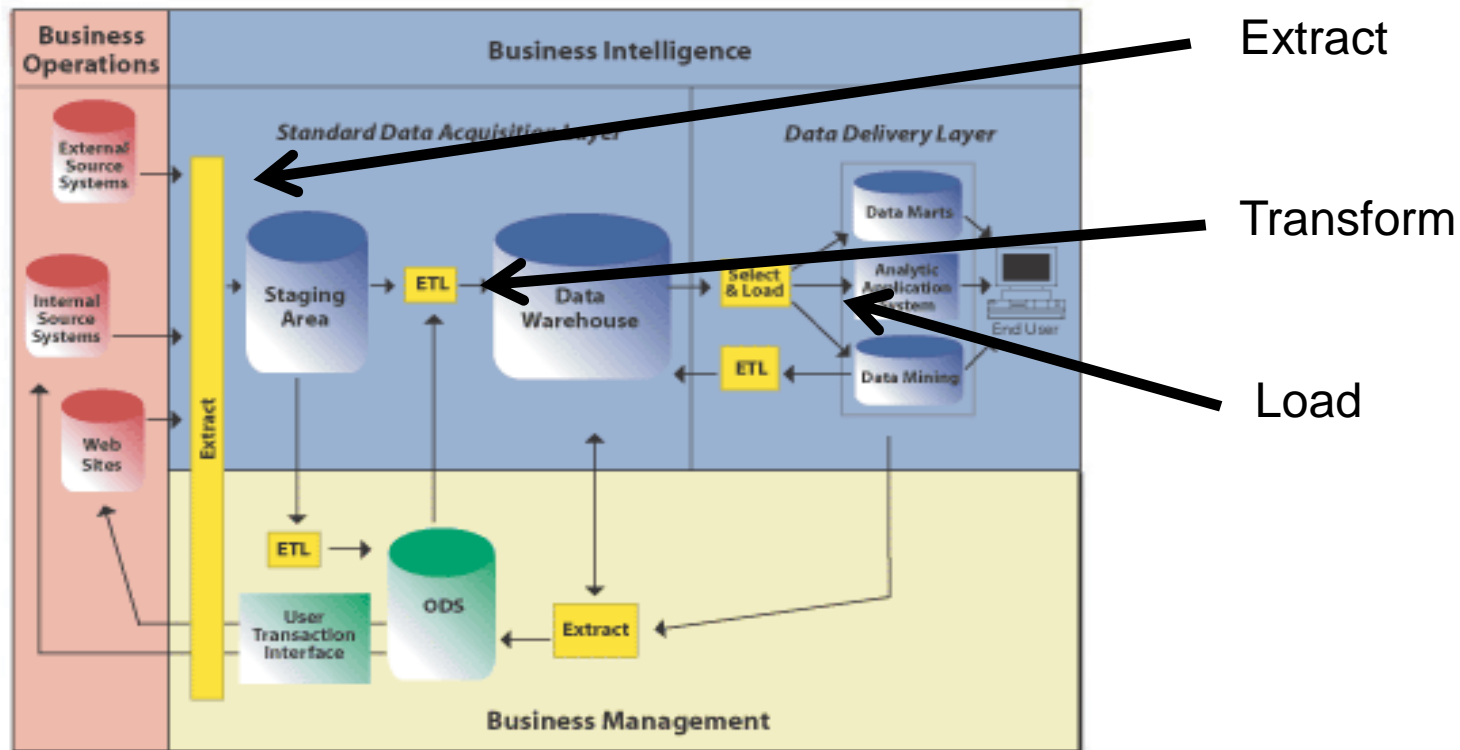 Business
Operations
Business Intelligence
Extract
Standard Data Acquisition Layer
Data Delivery Layer
External
Source
Systems
Data Marts
Transform
Internal
Source
Systems
Staging
Area
ETL
Data
Warehouse
Select
& Load
Analytic
Application
System
End User
ETL
Data Mining
Load
Web
Sites
Extract
ETL
ODS
User
Transaction
Interface
Extract
Business Management